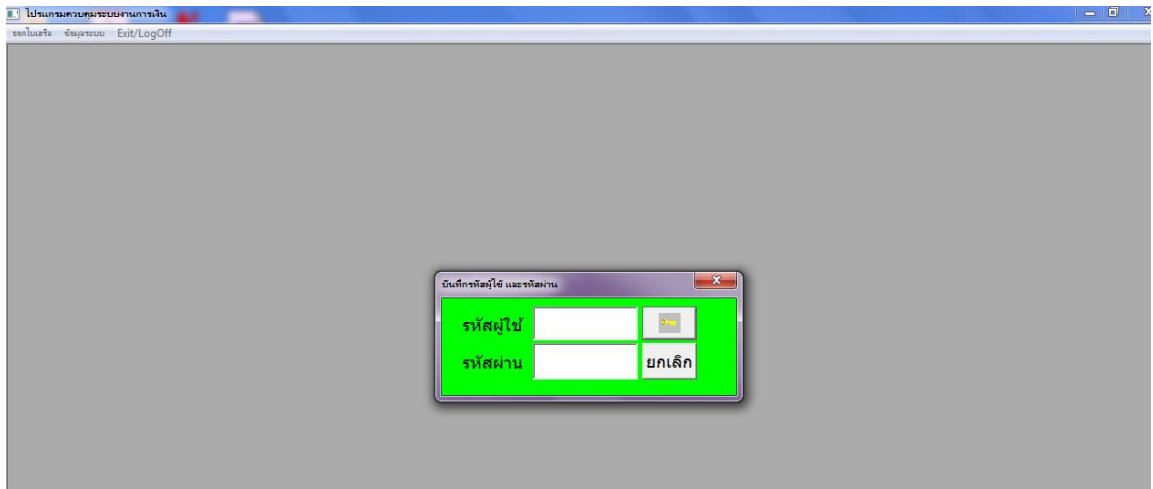 โปรแกรมควบคุมระบบงานการเงิน
ออกใบเสร็จ ข้อมูลระบบ Exit/LogOff
บันทึกรหัสผู้ใช้ และรหัสผ่าน
รหัสผู้ใช้
รหัสผ่าน ยกเลิก